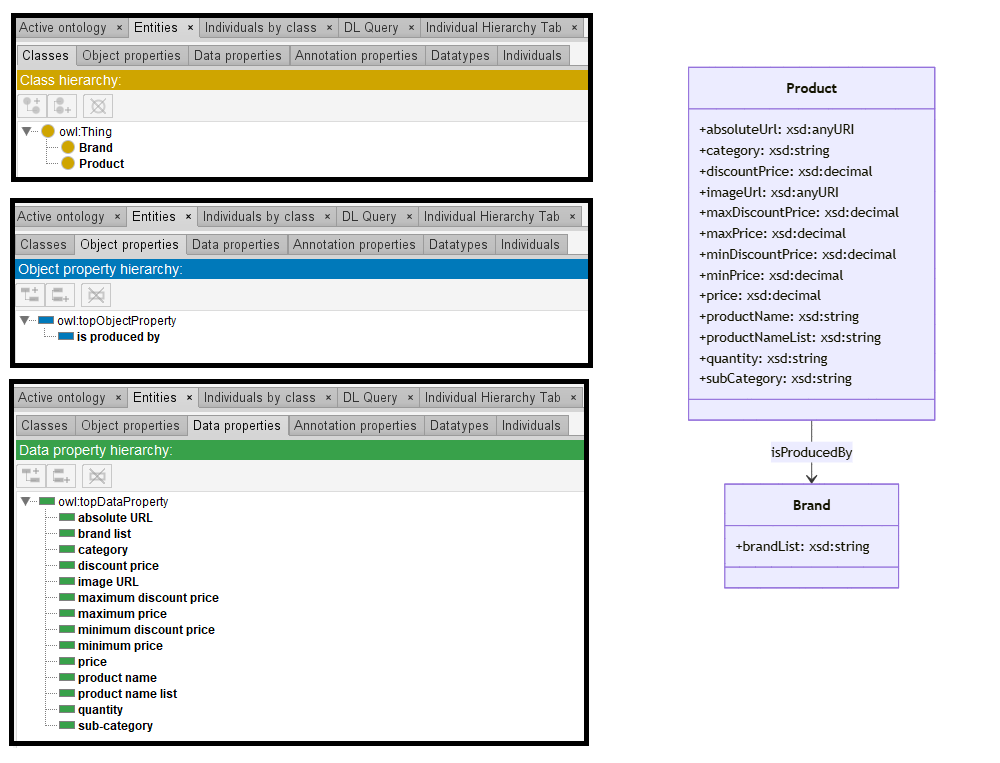 Active ontology × Entities × Individuals by class × DL Query × Individual Hierarchy Tab ×
Classes Object properties Data properties Annotation properties Datatypes Individuals
Class hierarchy:
owl:Thing
Brand
Product
Active ontology × Entities × Individuals by class × DL Query × Individual Hierarchy Tab ×
Classes Object properties Data properties Annotation properties Datatypes Individuals
Object property hierarchy:
owl:topObjectProperty
is produced by
Active ontology × Entities × Individuals by class × DL Query × Individual Hierarchy Tab ×
Classes Object properties Data properties Annotation properties Datatypes Individuals
Data property hierarchy:
owl:topDataProperty
absolute URL
brand list
category
discount price
image URL
maximum discount price
maximum price
minimum discount price
minimum price
price
product name
product name list
quantity
sub-category
Product
+absoluteUrl: xsd:anyURI
+category: xsd:string
+discountPrice: xsd:decimal
+imageUrl: xsd:anyURI
+maxDiscountPrice: xsd:decimal
+maxPrice: xsd:decimal
+minDiscountPrice: xsd:decimal
+minPrice: xsd:decimal
+price: xsd:decimal
+productName: xsd:string
+productNameList: xsd:string
+quantity: xsd:string
+subCategory: xsd:string
isProducedBy
Brand
+brandList: xsd:string